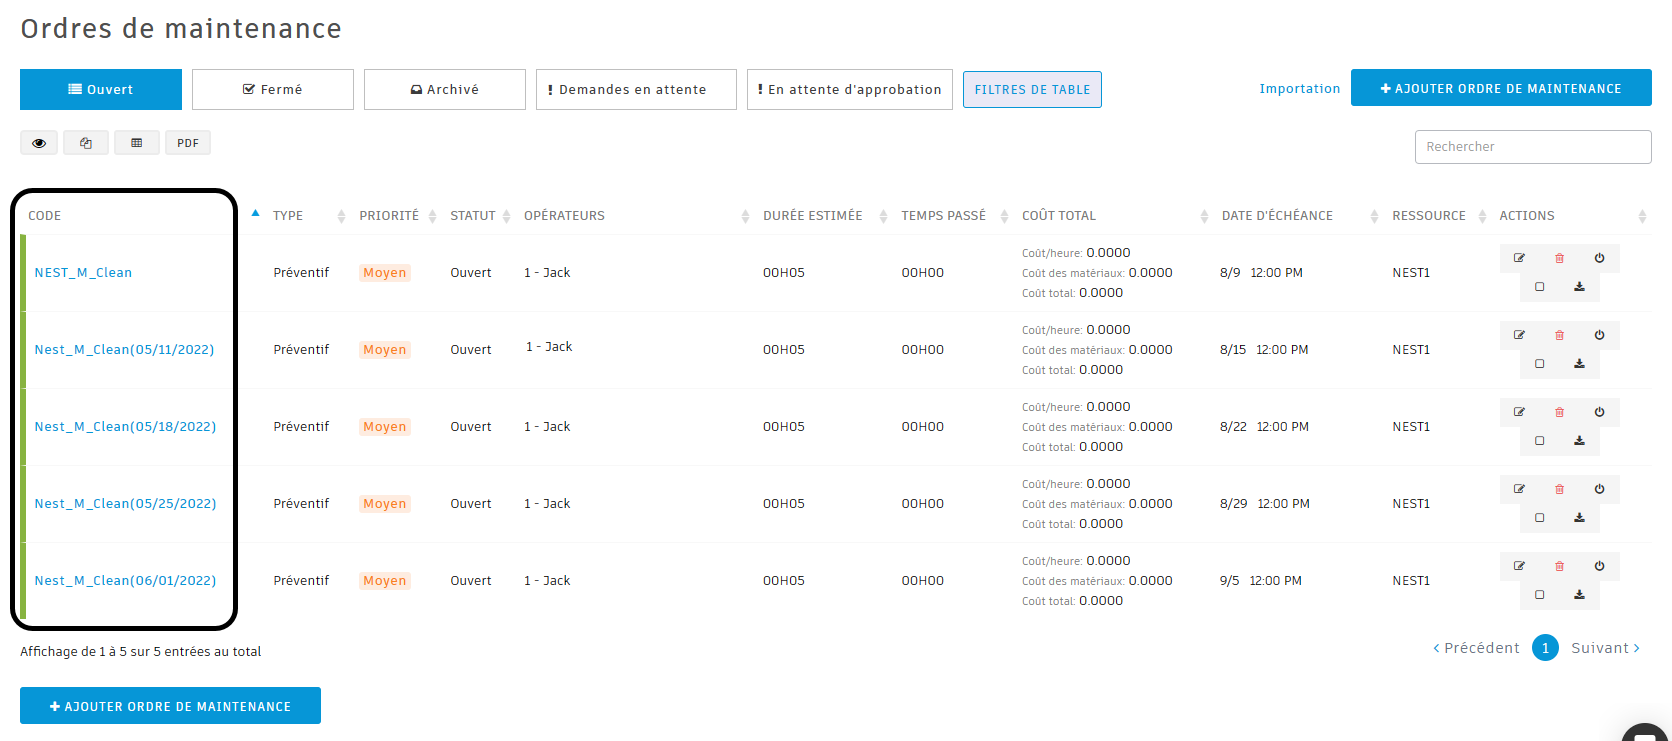 Ordres de maintenance
Ouvert Fermé Archivé Demandes en attente En attente d'approbation FILTRES DE TABLE Importation AJOUTER ORDRE DE MAINTENANCE
PDF Rechercher
CODE TYPE PRIORITÉ STATUT OPÉRATEURS DURÉE ESTIMÉE TEMPS PASSÉ COÛT TOTAL DATE D'ÉCHÉANCE RESSOURCE ACTIONS
Coût/heure: 0.0000
NEST_M_Clean Préventif Moyen Ouvert 1 - Jack 00H05 00H00 Coût des matériaux: 0.0000 8/9 12:00 PM NEST1
Coût total: 0.0000
Coût/heure: 0.0000
Nest_M_Clean(05/11/2022) Préventif Moyen Ouvert 1 - Jack 00H05 00H00 Coût des matériaux: 0.0000 8/15 12:00 PM NEST1
Coût total: 0.0000
Coût/heure: 0.0000
Nest_M_Clean(05/18/2022) Préventif Moyen Ouvert 1 - Jack 00H05 00H00 Coût des matériaux: 0.0000 8/22 12:00 PM NEST1
Coût total: 0.0000
Coût/heure: 0.0000
Nest_M_Clean(05/25/2022) Préventif Moyen Ouvert 1 - Jack 00H05 00H00 Coût des matériaux: 0.0000 8/29 12:00 PM NEST1
Coût total: 0.0000
Coût/heure: 0.0000
Nest_M_Clean(06/01/2022) Préventif Moyen Ouvert 1 - Jack 00H05 00H00 Coût des matériaux: 0.0000 9/5 12:00 PM NEST1
Coût total: 0.0000
Affichage de 1 à 5 sur 5 entrées au total Précédent 1 Suivant
AJOUTER ORDRE DE MAINTENANCE